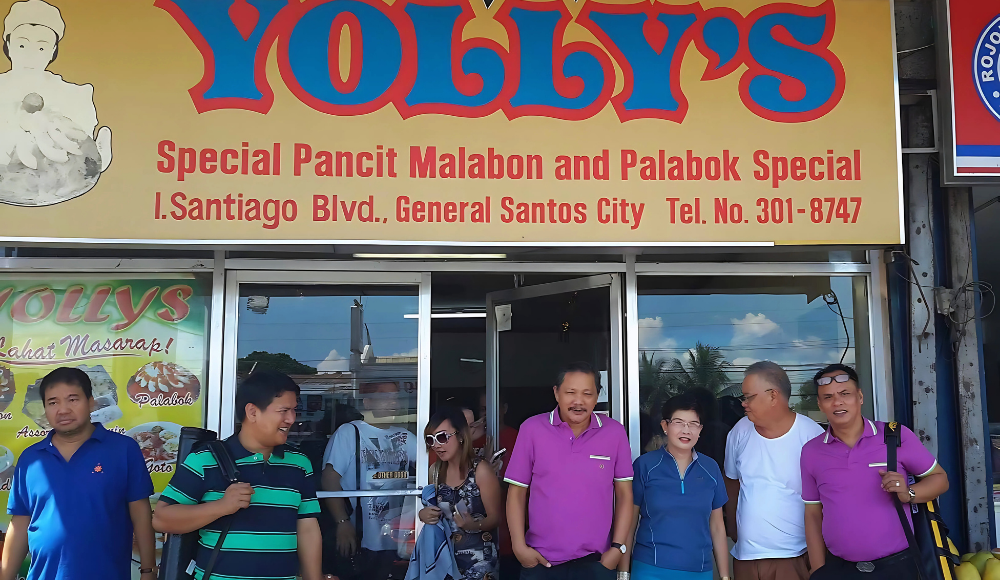 YOLLY'S
Special Pancit Malabon and Palabok Special
I.Santiago Blvd., General Santos City Tel. No. 301-8747
YOLLYS
Lahat Masarap!
Palabok
Goto